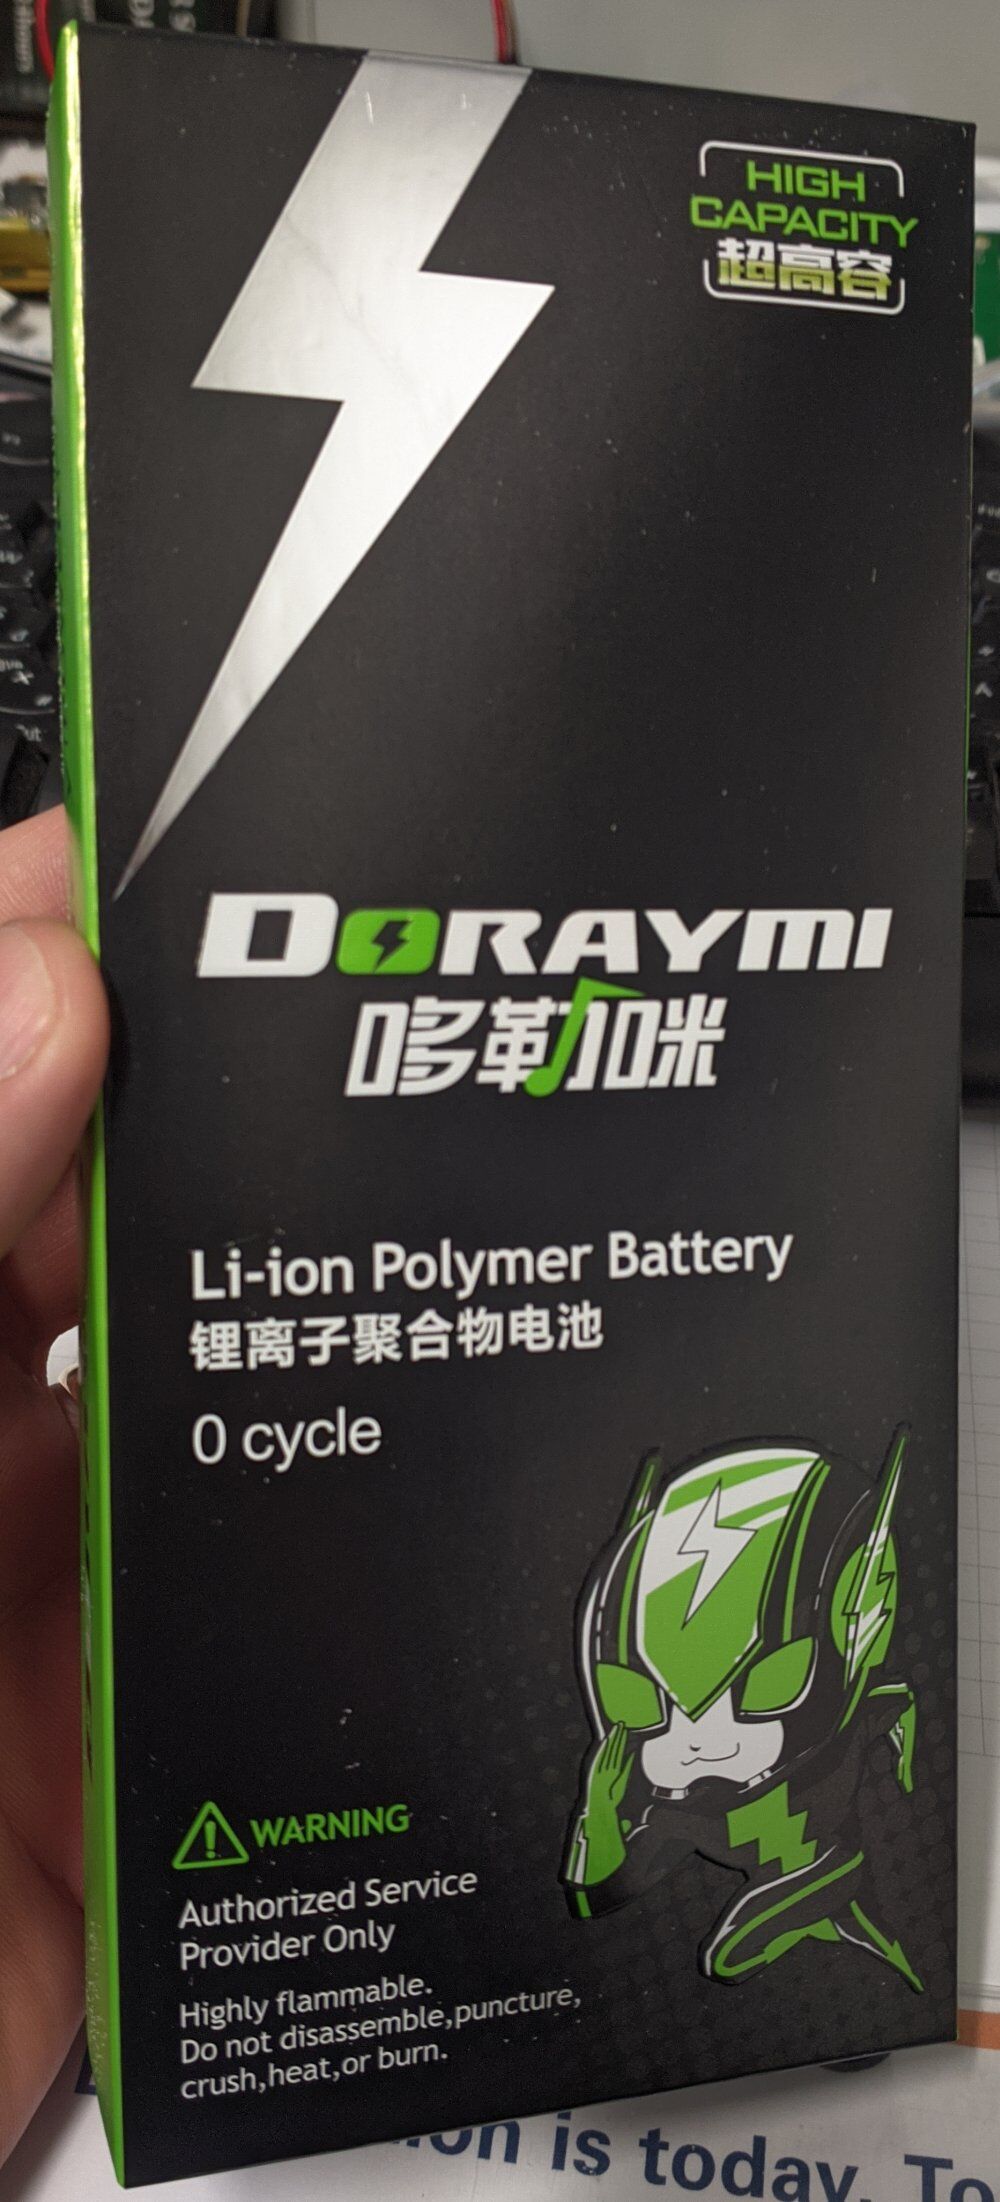 HIGH
CAPACITY
超高容
DORAYMI
哆勒咪
Li-ion Polymer Battery
锂离子聚合物电池
0 cycle
WARNING
Authorized Service
Provider Only
Highly flammable.
Do not disassemble,puncture,
crush,heat,or burn.
is today. To